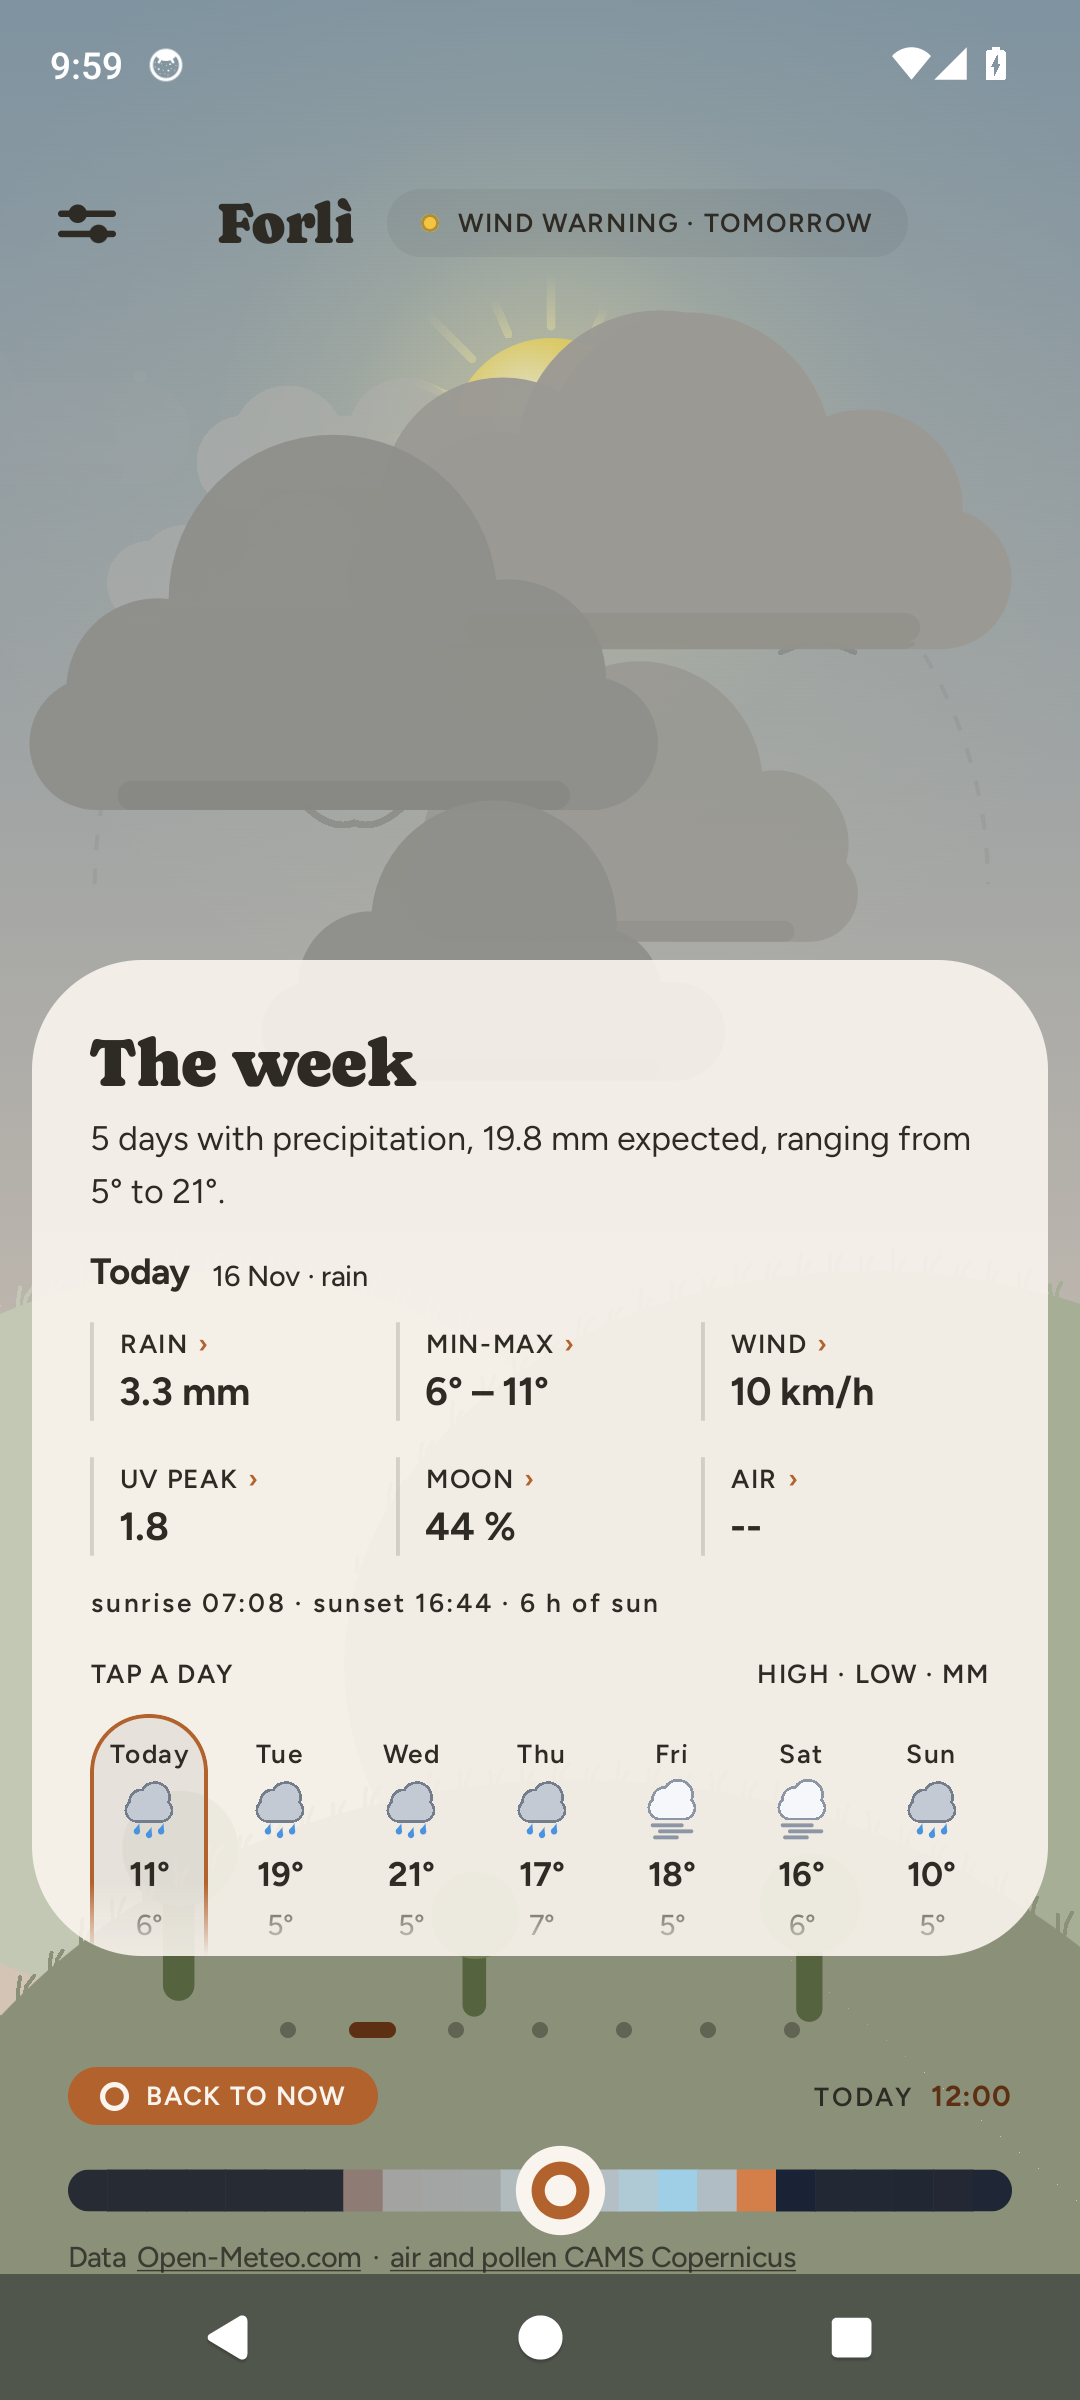 9:59
Forlì
WIND WARNING · TOMORROW
The week
5 days with precipitation, 19.8 mm expected, ranging from
5° to 21°.
Today 16 Nov · rain
RAIN › MIN-MAX › WIND ›
3.3 mm 6° – 11° 10 km/h
UV PEAK › MOON › AIR ›
1.8 44 % --
sunrise 07:08 · sunset 16:44 · 6 h of sun
TAP A DAY HIGH · LOW · MM
Today Tue Wed Thu Fri Sat Sun
11° 19° 21° 17° 18° 16° 10°
6° 5° 5° 7° 5° 6° 5°
BACK TO NOW TODAY 12:00
Data Open-Meteo.com · air and pollen CAMS Copernicus